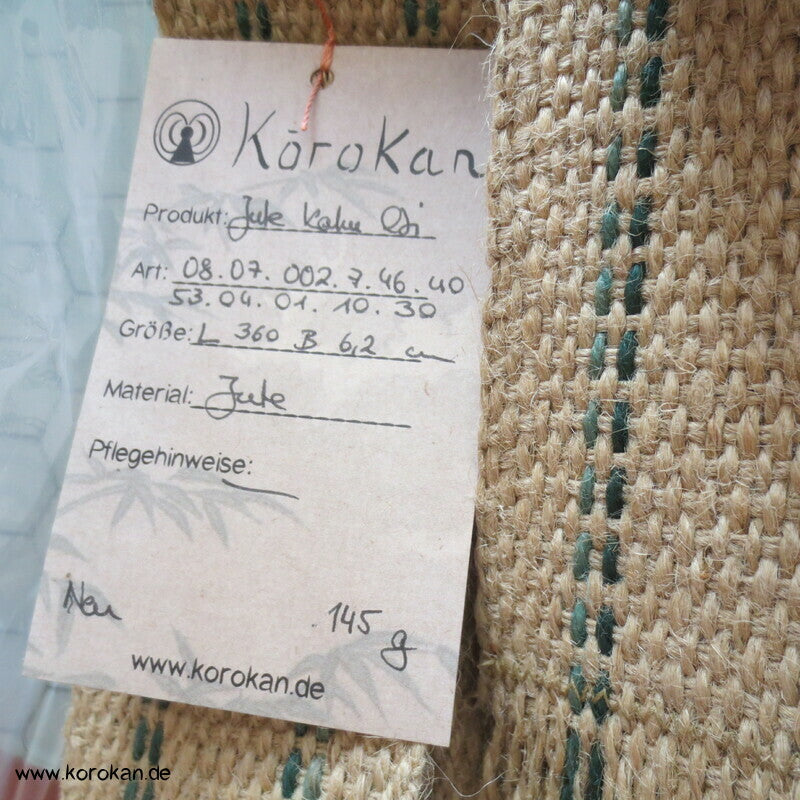 Kōrokan
Produkt: Jute Kaku Obi
Art: 08.07.002.7.46.40
53.04.01.10.30
Größe: L 360 B 6,2 cm
Material: Jute
Pflegehinweise:
Neu 145 g
www.korokan.de
www.korokan.de